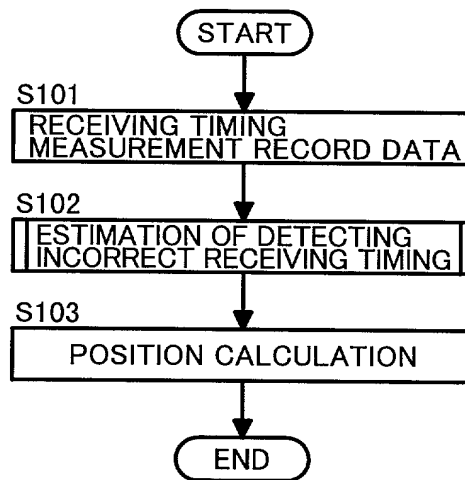 START
S101
RECEIVING TIMING
MEASUREMENT RECORD DATA
S102
ESTIMATION OF DETECTING
INCORRECT RECEIVING TIMING
S103
POSITION CALCULATION
END